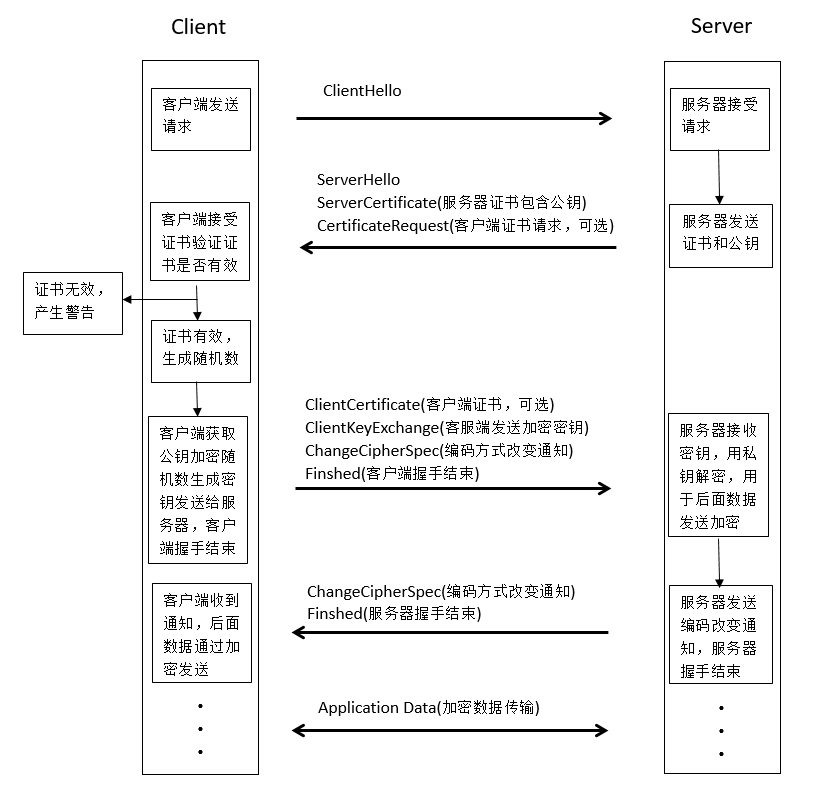 Client
Server
客户端发送
请求
ClientHello
服务器接受
请求
ServerHello
ServerCertificate(服务器证书包含公钥)
CertificateRequest(客户端证书请求，可选)
客户端接受
证书验证证
书是否有效
服务器发送
证书和公钥
证书无效，
产生警告
证书有效，
生成随机数
ClientCertificate(客户端证书，可选)
ClientKeyExchange(客服端发送加密密钥)
ChangeCipherSpec(编码方式改变通知)
Finshed(客户端握手结束)
客户端获取
公钥加密随
机数生成密
钥发送给服
务器，客户
端握手结束
服务器接收
密钥，用私
钥解密，用
于后面数据
发送加密
ChangeCipherSpec(编码方式改变通知)
Finshed(服务器握手结束)
客户端收到
通知，后面
数据通过加
密发送
服务器发送
编码改变通
知，服务器
握手结束
Application Data(加密数据传输)